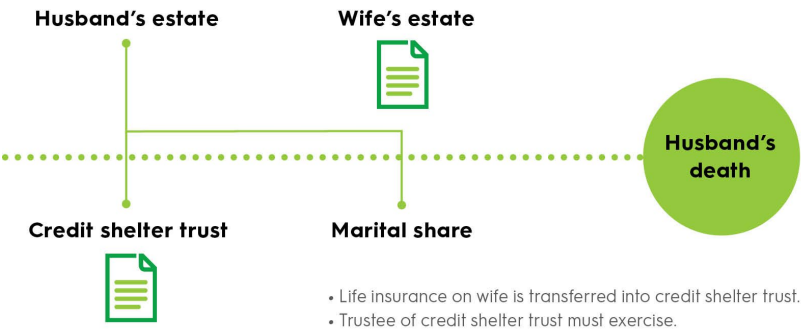 Husband’s estate
Wife’s estate
Husband’s
death
Credit shelter trust
Marital share
• Life insurance on wife is transferred into credit shelter trust.
• Trustee of credit shelter trust must exercise.